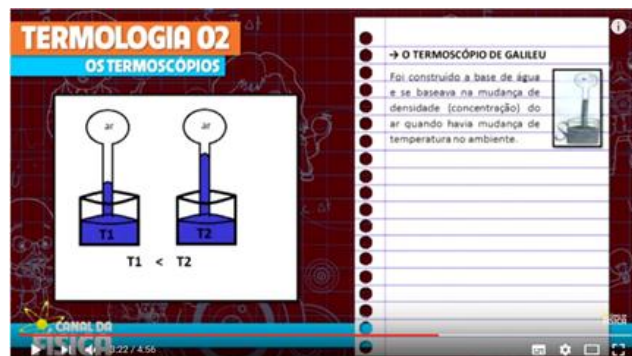 TERMOLOGIA 02
OS TERMOSCÓPIOS
ar
ar
T1
T2
T1 < T2
→ O TERMOSCÓPIO DE GALILEU
Foi construído a base de água
e se baseava na mudança de
densidade (concentração) do
ar quando havia mudança de
temperatura no ambiente.
CANAL DA
FÍSICA
3:22 / 4:56